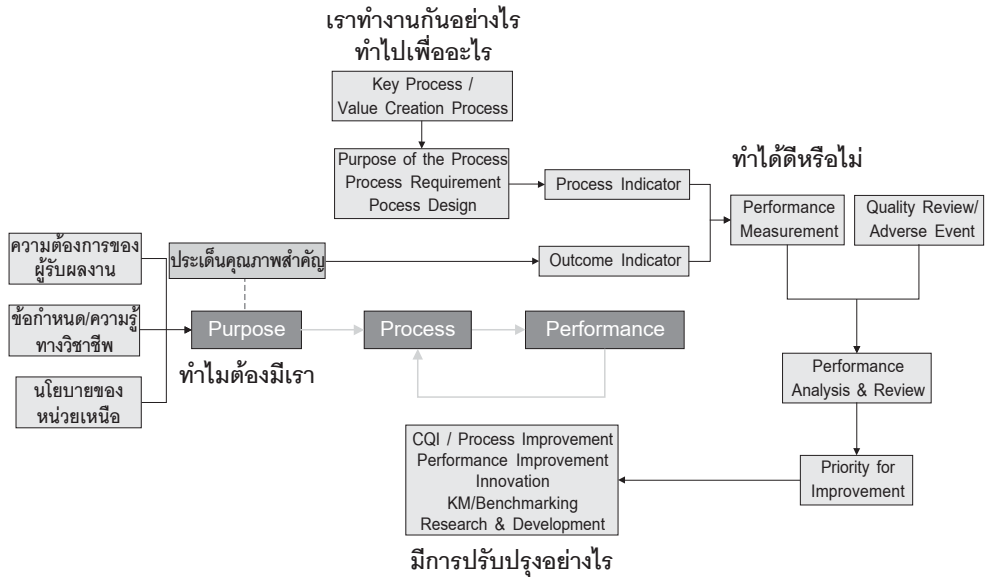 เราทำงานกันอย่างไร
ทำไปเพื่ออะไร
Key Process /
Value Creation Process
Purpose of the Process
Process Requirement
Pocess Design
Process Indicator
ทำได้ดีหรือไม่
Performance
Measurement
Quality Review/
Adverse Event
ความต้องการของ
ผู้รับผลงาน
ประเด็นคุณภาพสำคัญ
Outcome Indicator
ข้อกำหนด/ความรู้
ทางวิชาชีพ
Purpose
Process
Performance
ทำไมต้องมีเรา
นโยบายของ
หน่วยเหนือ
Performance
Analysis & Review
CQI / Process Improvement
Performance Improvement
Innovation
KM/Benchmarking
Research & Development
Priority for
Improvement
มีการปรับปรุงอย่างไร